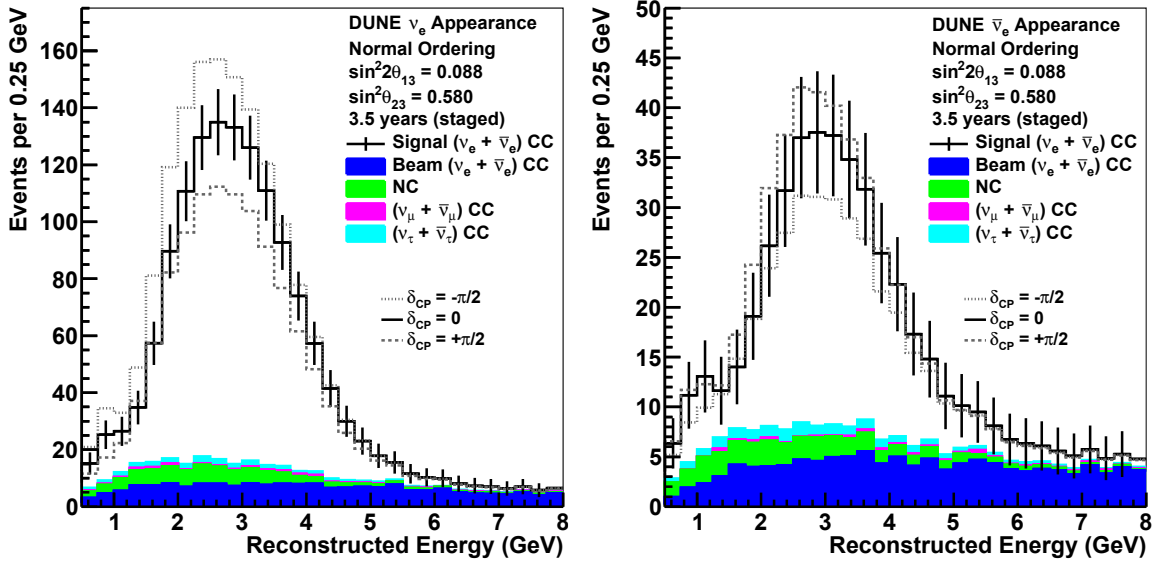 Events per 0.25 GeV
160
140
120
100
80
60
40
20
0
DUNE νe Appearance
Normal Ordering
sin²2θ13 = 0.088
sin²θ23 = 0.580
3.5 years (staged)
Signal (νe + ν̄e) CC
Beam (νe + ν̄e) CC
NC
(νμ + ν̄μ) CC
(ντ + ν̄τ) CC
δCP = -π/2
δCP = 0
δCP = +π/2
1 2 3 4 5 6 7 8
Reconstructed Energy (GeV)
Events per 0.25 GeV
50
45
40
35
30
25
20
15
10
5
0
DUNE ν̄e Appearance
Normal Ordering
sin²2θ13 = 0.088
sin²θ23 = 0.580
3.5 years (staged)
Signal (νe + ν̄e) CC
Beam (νe + ν̄e) CC
NC
(νμ + ν̄μ) CC
(ντ + ν̄τ) CC
δCP = -π/2
δCP = 0
δCP = +π/2
1 2 3 4 5 6 7 8
Reconstructed Energy (GeV)